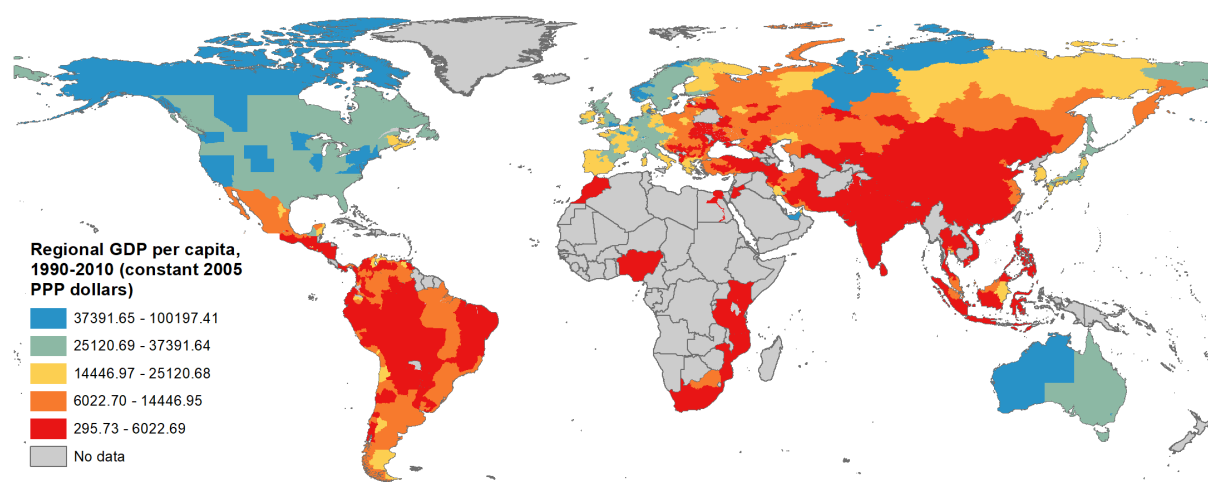 Regional GDP per capita,
1990-2010 (constant 2005
PPP dollars)
37391.65 - 100197.41
25120.69 - 37391.64
14446.97 - 25120.68
6022.70 - 14446.95
295.73 - 6022.69
No data